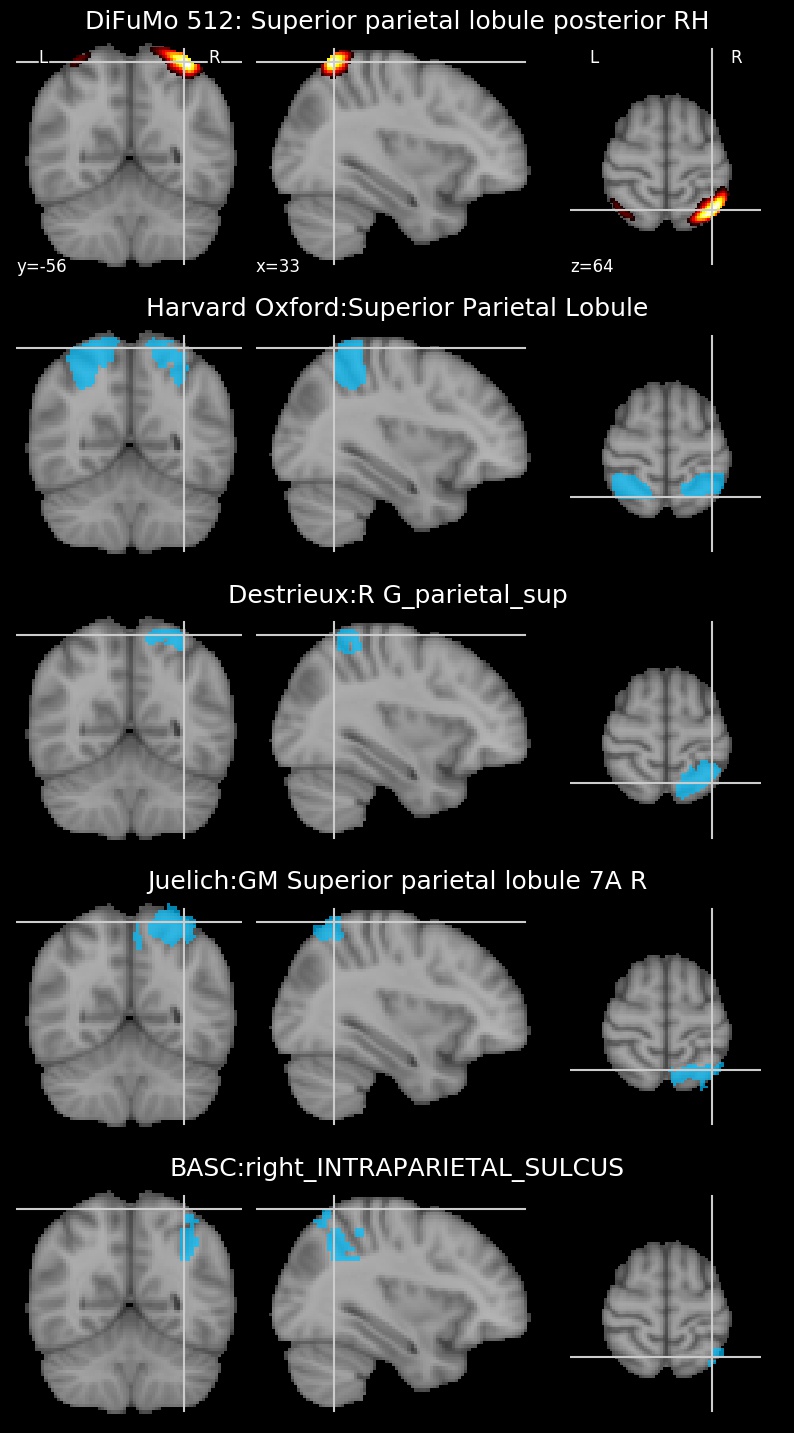 DiFuMo 512: Superior parietal lobule posterior RH
L R L R
y=-56 x=33 z=64
Harvard Oxford:Superior Parietal Lobule
Destrieux:R G_parietal_sup
Juelich:GM Superior parietal lobule 7A R
BASC:right_INTRAPARIETAL_SULCUS